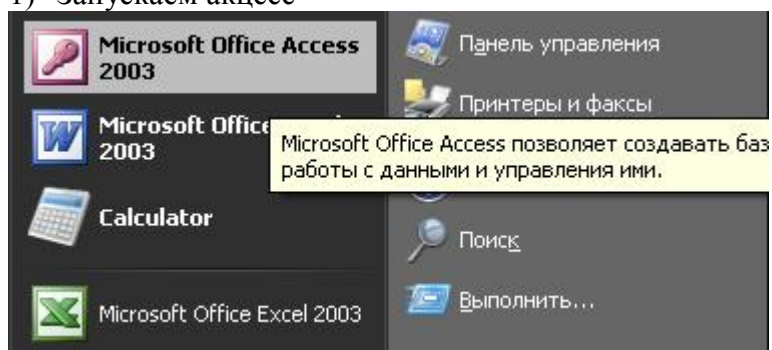 1) Запускаем акцесс
Microsoft Office Access
2003
Microsoft Office
2003
Calculator
Microsoft Office Excel 2003
Панель управления
Принтеры и факсы
Microsoft Office Access позволяет создавать баз
работы с данными и управления ими.
Поиск
Выполнить...